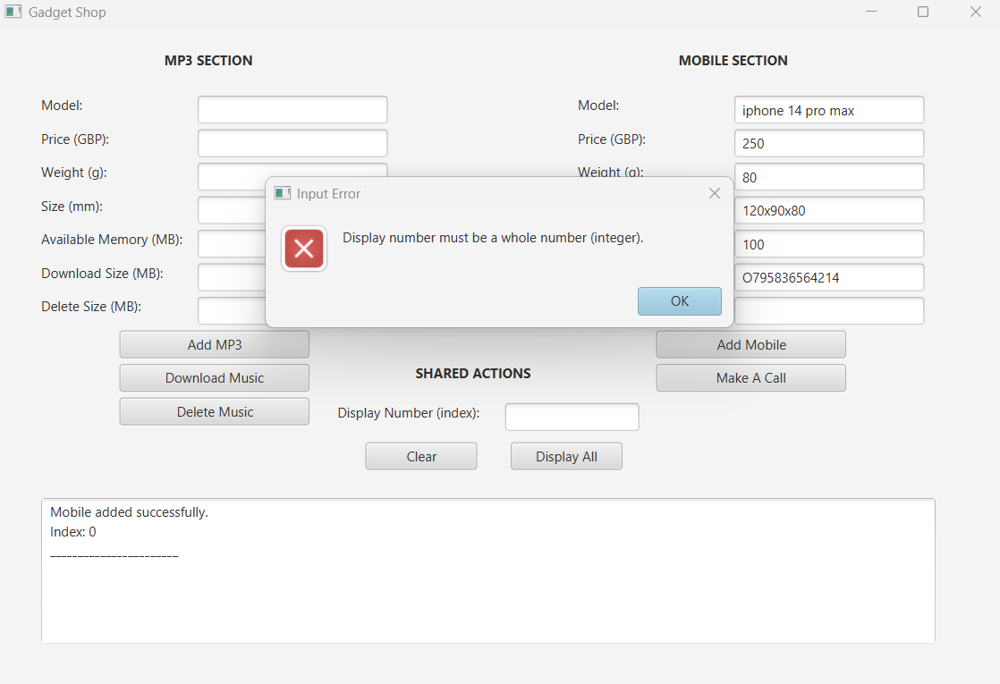 Gadget Shop
MP3 SECTION
MOBILE SECTION
Model:
Model:
iphone 14 pro max
Price (GBP):
Price (GBP):
250
Weight (g):
Weight (g):
80
Input Error
Size (mm):
120x90x80
Display number must be a whole number (integer).
Available Memory (MB):
100
Download Size (MB):
O795836564214
Delete Size (MB):
OK
Add MP3
Add Mobile
Download Music
SHARED ACTIONS
Make A Call
Delete Music
Display Number (index):
Clear
Display All
Mobile added successfully.
Index: 0
________________________